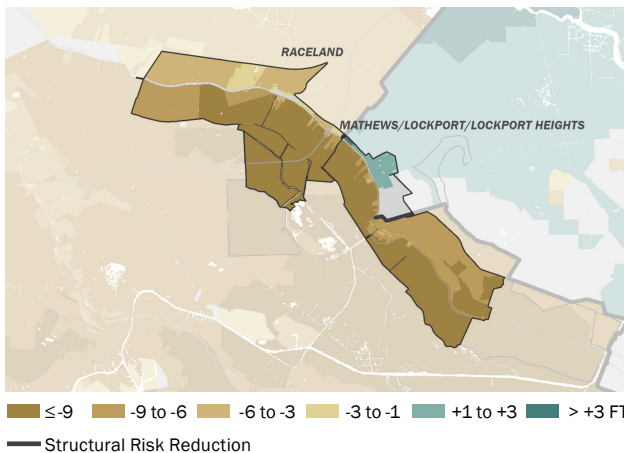 RACELAND
MATHEWS/LOCKPORT/LOCKPORT HEIGHTS
≤ -9 -9 to -6 -6 to -3 -3 to -1 +1 to +3 > +3 FT
Structural Risk Reduction